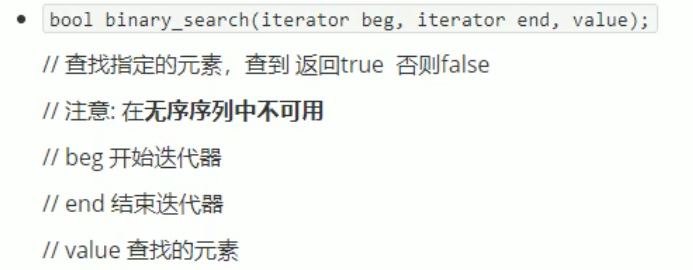 bool binary_search(iterator beg, iterator end, value);
// 查找指定的元素，查到 返回true 否则false
// 注意: 在无序序列中不可用
// beg 开始迭代器
// end 结束迭代器
// value 查找的元素